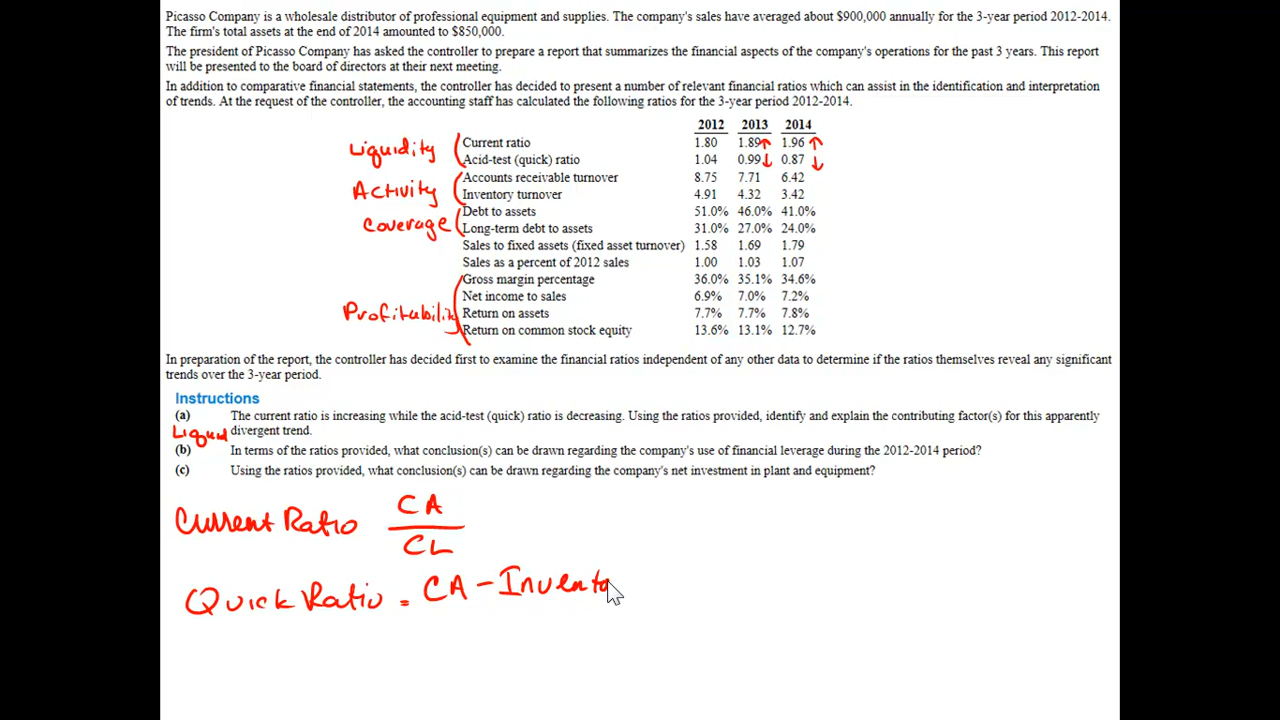 Picasso Company is a wholesale distributor of professional equipment and supplies. The company's sales have averaged about $900,000 annually for the 3-year period 2012-2014.
The firm's total assets at the end of 2014 amounted to $850,000.
The president of Picasso Company has asked the controller to prepare a report that summarizes the financial aspects of the company's operations for the past 3 years. This report
will be presented to the board of directors at their next meeting.
In addition to comparative financial statements, the controller has decided to present a number of relevant financial ratios which can assist in the identification and interpretation
of trends. At the request of the controller, the accounting staff has calculated the following ratios for the 3-year period 2012-2014.
2012 2013 2014
Liquidity Current ratio 1.80 1.89↑ 1.96 ↑
Acid-test (quick) ratio 1.04 0.99↓ 0.87 ↓
Accounts receivable turnover 8.75 7.71 6.42
Activity Inventory turnover 4.91 4.32 3.42
Debt to assets 51.0% 46.0% 41.0%
Coverage Long-term debt to assets 31.0% 27.0% 24.0%
Sales to fixed assets (fixed asset turnover) 1.58 1.69 1.79
Sales as a percent of 2012 sales 1.00 1.03 1.07
Gross margin percentage 36.0% 35.1% 34.6%
Net income to sales 6.9% 7.0% 7.2%
Profitability Return on assets 7.7% 7.7% 7.8%
Return on common stock equity 13.6% 13.1% 12.7%
In preparation of the report, the controller has decided first to examine the financial ratios independent of any other data to determine if the ratios themselves reveal any significant
trends over the 3-year period.
Instructions
(a) The current ratio is increasing while the acid-test (quick) ratio is decreasing. Using the ratios provided, identify and explain the contributing factor(s) for this apparently
Liquid divergent trend.
(b) In terms of the ratios provided, what conclusion(s) can be drawn regarding the company's use of financial leverage during the 2012-2014 period?
(c) Using the ratios provided, what conclusion(s) can be drawn regarding the company's net investment in plant and equipment?
Current Ratio CA
CL
Quick Ratio = CA - Invento